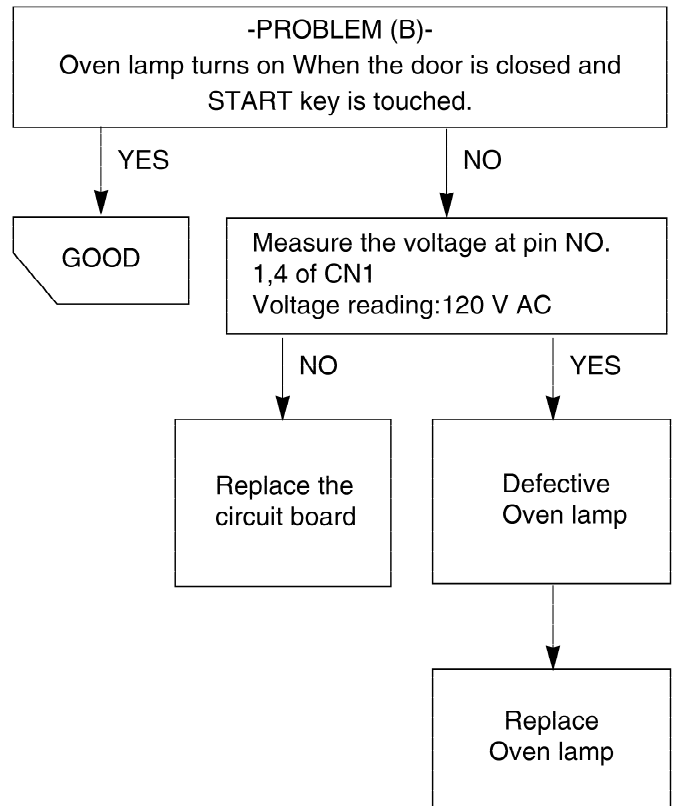 -PROBLEM (B)-
Oven lamp turns on When the door is closed and
START key is touched.
YES
NO
GOOD
Measure the voltage at pin NO.
1,4 of CN1
Voltage reading:120 V AC
NO
YES
Replace the
circuit board
Defective
Oven lamp
Replace
Oven lamp